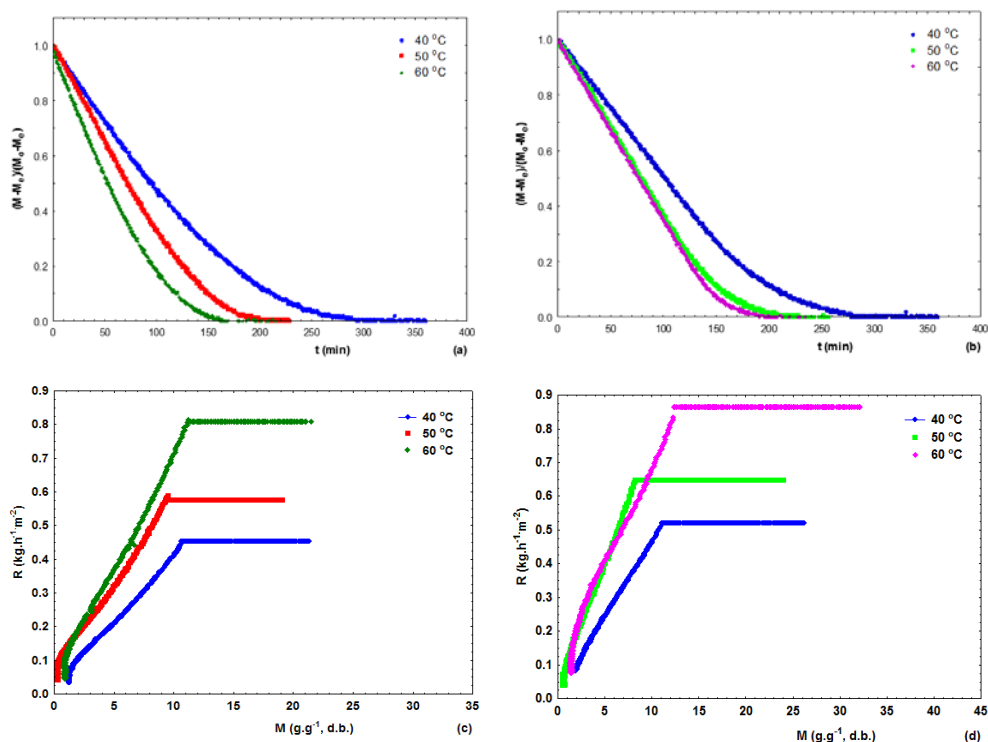 1.0
0.8
0.6
0.4
0.2
0.0
(M-Mₑ)/(Mₒ-Mₑ)
0 50 100 150 200 250 300 350 400
t (min)
(a)
40 °C
50 °C
60 °C
1.0
0.8
0.6
0.4
0.2
0.0
(M-Mₑ)/(Mₒ-Mₑ)
0 50 100 150 200 250 300 350 400
t (min)
(b)
40 °C
50 °C
60 °C
0.9
0.8
0.7
0.6
0.5
0.4
0.3
0.2
0.1
0.0
R (kg.h⁻¹·m⁻²)
0 5 10 15 20 25 30 35
M (g.g⁻¹, d.b.)
(c)
40 °C
50 °C
60 °C
0.9
0.8
0.7
0.6
0.5
0.4
0.3
0.2
0.1
0.0
R (kg.h⁻¹·m⁻²)
0 5 10 15 20 25 30 35 40 45
M (g.g⁻¹, d.b.)
(d)
40 °C
50 °C
60 °C